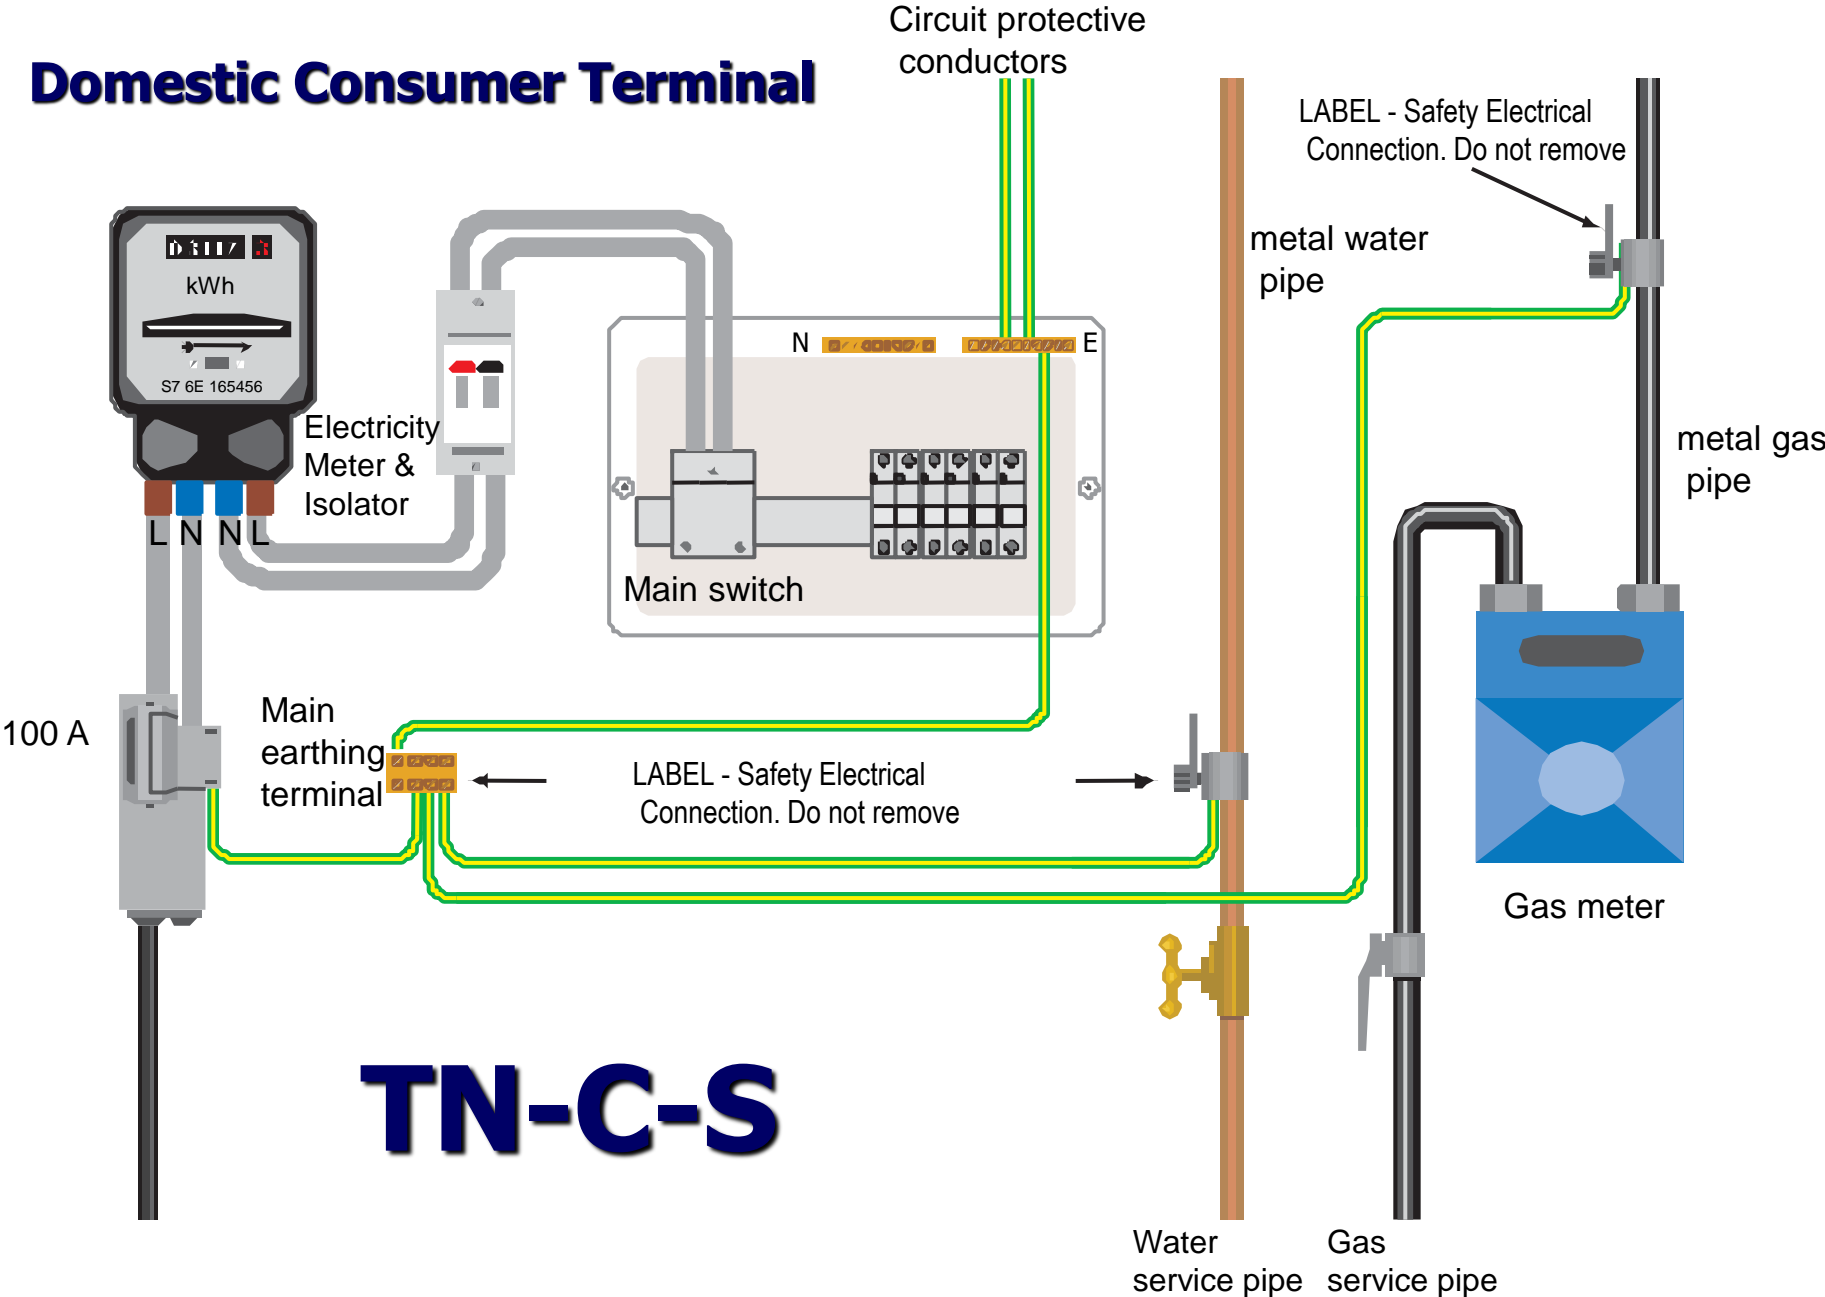 Domestic Consumer Terminal
Circuit protective
conductors
LABEL - Safety Electrical
Connection. Do not remove
metal water
pipe
kWh
S7 6E 165456
N
E
Electricity
Meter &
Isolator
metal gas
pipe
L N N L
Main switch
100 A
Main
earthing
terminal
LABEL - Safety Electrical
Connection. Do not remove
Gas meter
TN-C-S
Water
service pipe
Gas
service pipe